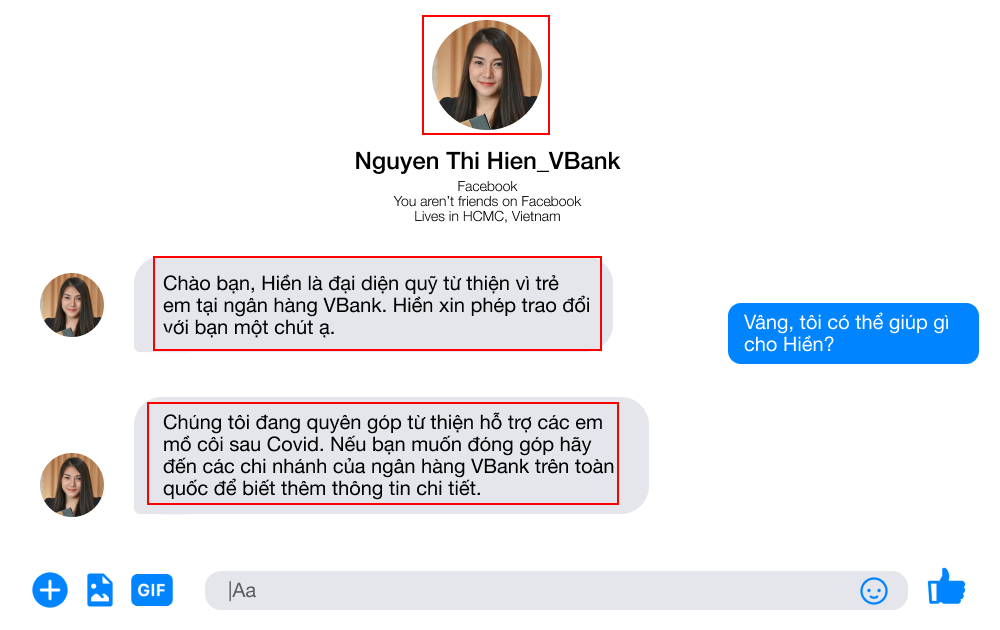 Nguyen Thi Hien_VBank
Facebook
You aren't friends on Facebook
Lives in HCMC, Vietnam
Chào bạn, Hiền là đại diện quỹ từ thiện vì trẻ
em tại ngân hàng VBank. Hiền xin phép trao đổi
với bạn một chút ạ.
Vâng, tôi có thể giúp gì
cho Hiền?
Chúng tôi đang quyên góp từ thiện hỗ trợ các em
mồ côi sau Covid. Nếu bạn muốn đóng góp hãy
đến các chi nhánh của ngân hàng VBank trên toàn
quốc để biết thêm thông tin chi tiết.
GIF
Aa